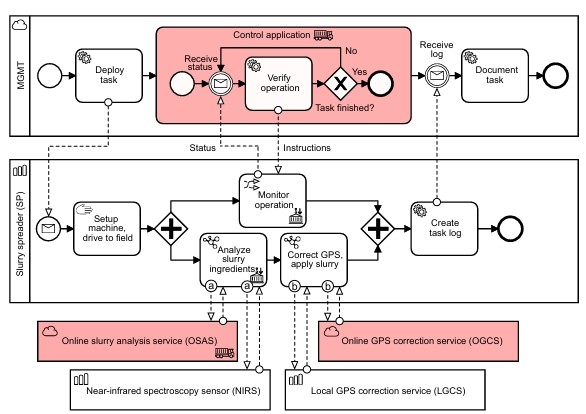 MGMT
Deploy
task
Control application
Receive
status
Verify
operation
No
Yes
X
Task finished?
Receive
log
Document
task
Status
Instructions
Slurry spreader (SP)
Setup
machine,
drive to field
Monitor
operation
Analyze
slurry
ingredients
Correct GPS,
apply slurry
a
a
b
b
Create
task log
Online slurry analysis service (OSAS)
Online GPS correction service (OGCS)
Near-infrared spectroscopy sensor (NIRS)
Local GPS correction service (LGCS)